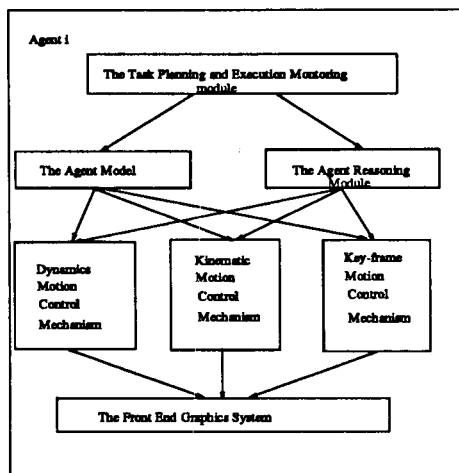 Agent i
The Task Planning and Execution Montoring
module
The Agent Model
The Agent Reasoning
Module
Dynamics
Motion
Control
Mechanism
Kinematic
Motion
Control
Mechanism
Key-frame
Motion
Control
Mechanism
The Front End Graphics System